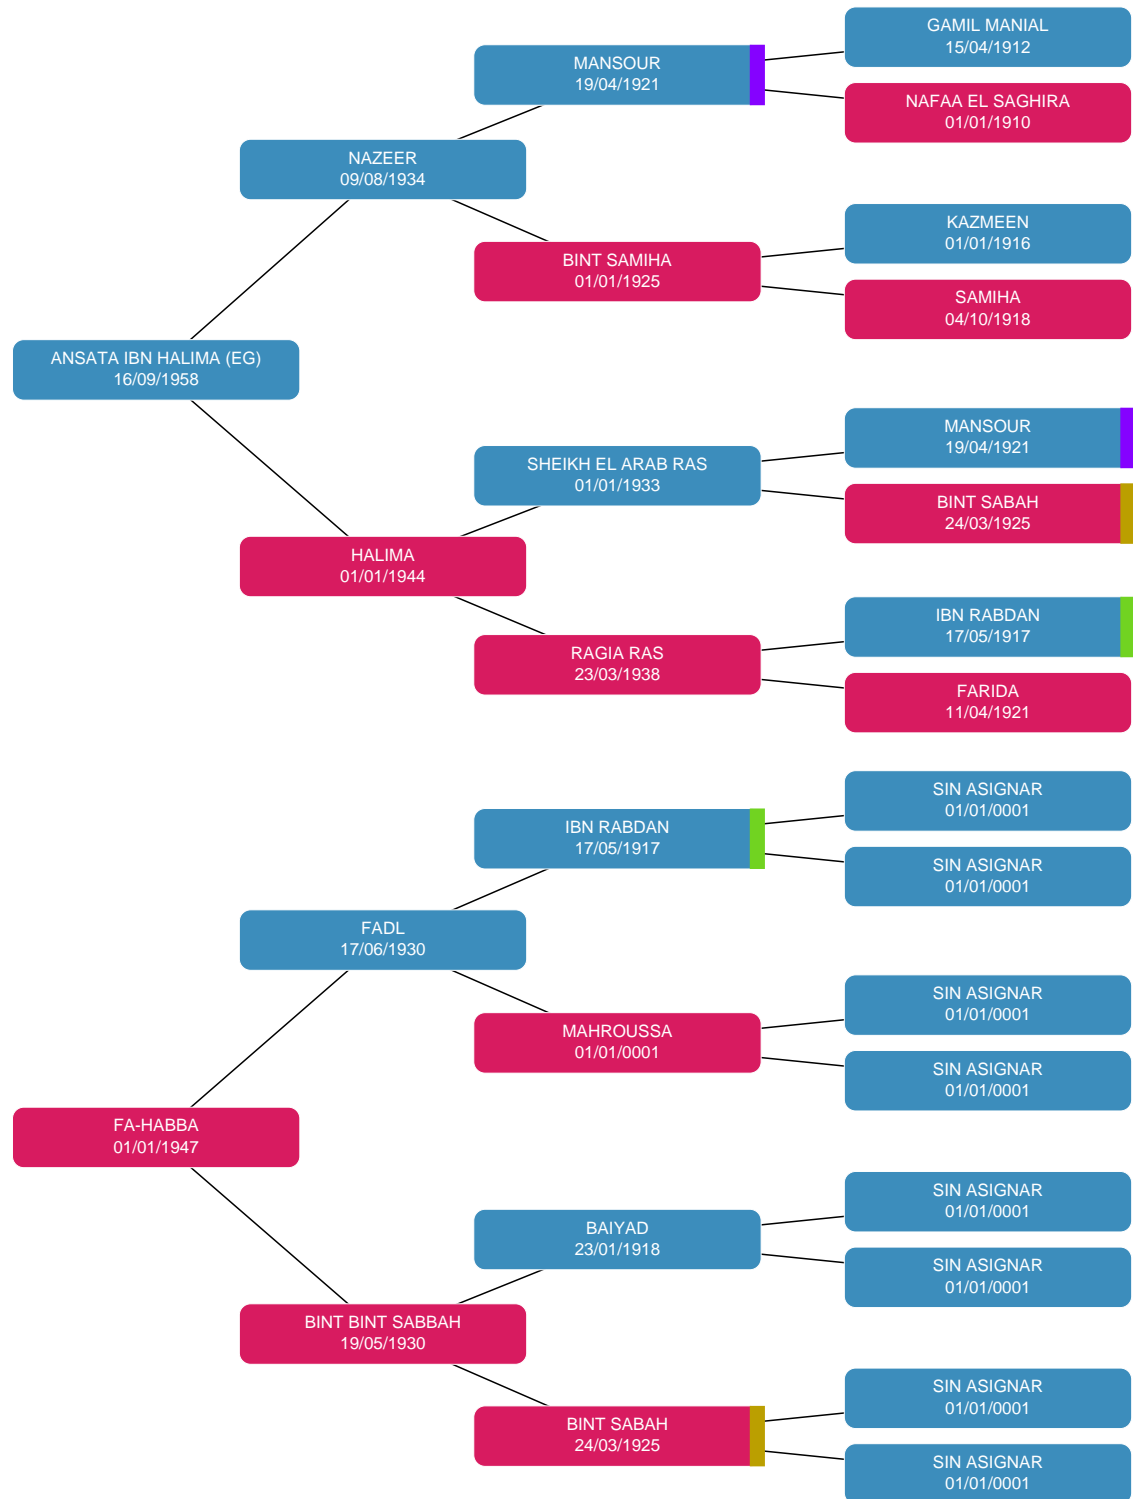 GAMIL MANIAL
15/04/1912
MANSOUR
19/04/1921
NAFAA EL SAGHIRA
01/01/1910
NAZEER
09/08/1934
KAZMEEN
01/01/1916
BINT SAMIHA
01/01/1925
SAMIHA
04/10/1918
ANSATA IBN HALIMA (EG)
16/09/1958
MANSOUR
19/04/1921
SHEIKH EL ARAB RAS
01/01/1933
BINT SABAH
24/03/1925
HALIMA
01/01/1944
IBN RABDAN
17/05/1917
RAGIA RAS
23/03/1938
FARIDA
11/04/1921
SIN ASIGNAR
01/01/0001
IBN RABDAN
17/05/1917
SIN ASIGNAR
01/01/0001
FADL
17/06/1930
SIN ASIGNAR
01/01/0001
MAHROUSSA
01/01/0001
SIN ASIGNAR
01/01/0001
FA-HABBA
01/01/1947
SIN ASIGNAR
01/01/0001
BAIYAD
23/01/1918
SIN ASIGNAR
01/01/0001
BINT BINT SABBAH
19/05/1930
SIN ASIGNAR
01/01/0001
BINT SABAH
24/03/1925
SIN ASIGNAR
01/01/0001